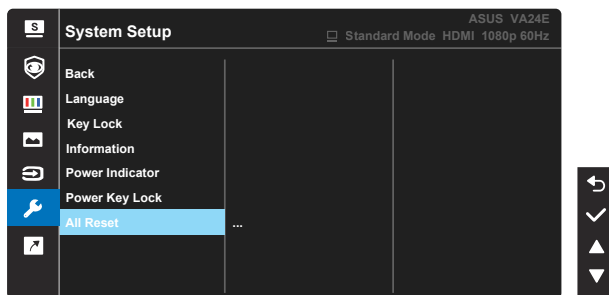 S
System Setup
ASUS VA24E
Standard Mode HDMI 1080p 60Hz
Back
Language
Key Lock
Information
Power Indicator
Power Key Lock
All Reset
...